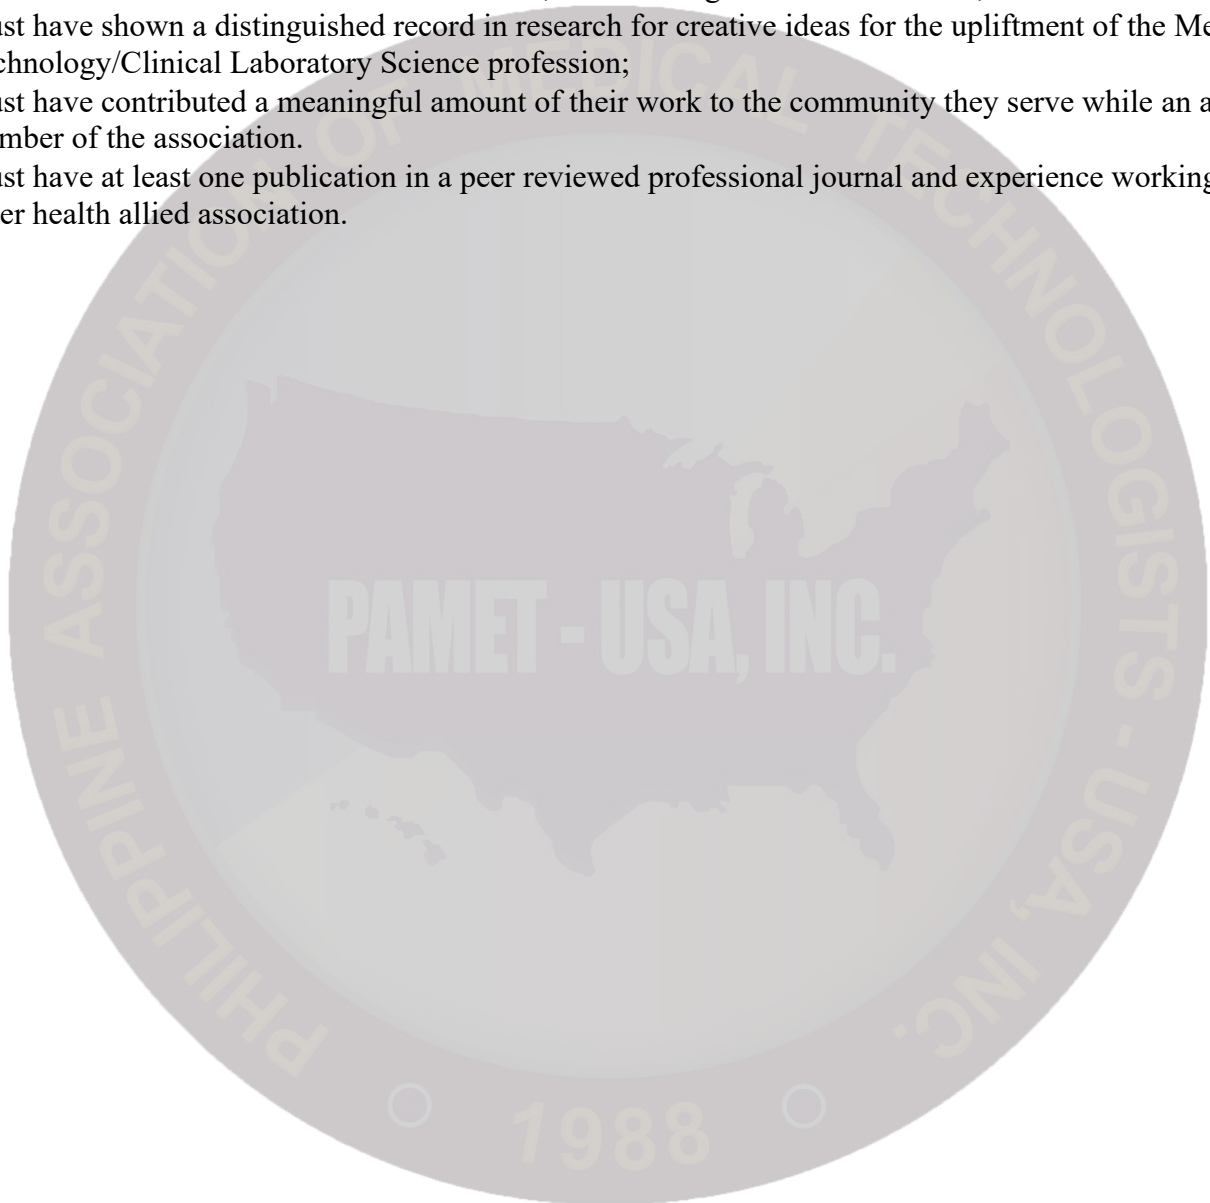 ust have shown a distinguished record in research for creative ideas for the upliftment of the Me
chnology/Clinical Laboratory Science profession;
ust have contributed a meaningful amount of their work to the community they serve while an a
mber of the association.
ust have at least one publication in a peer reviewed professional journal and experience working
er health allied association.
PHILIPPINE ASSOCIATION OF MEDICAL TECHNOLOGISTS - USA, INC.
PAMET - USA, INC.
1988